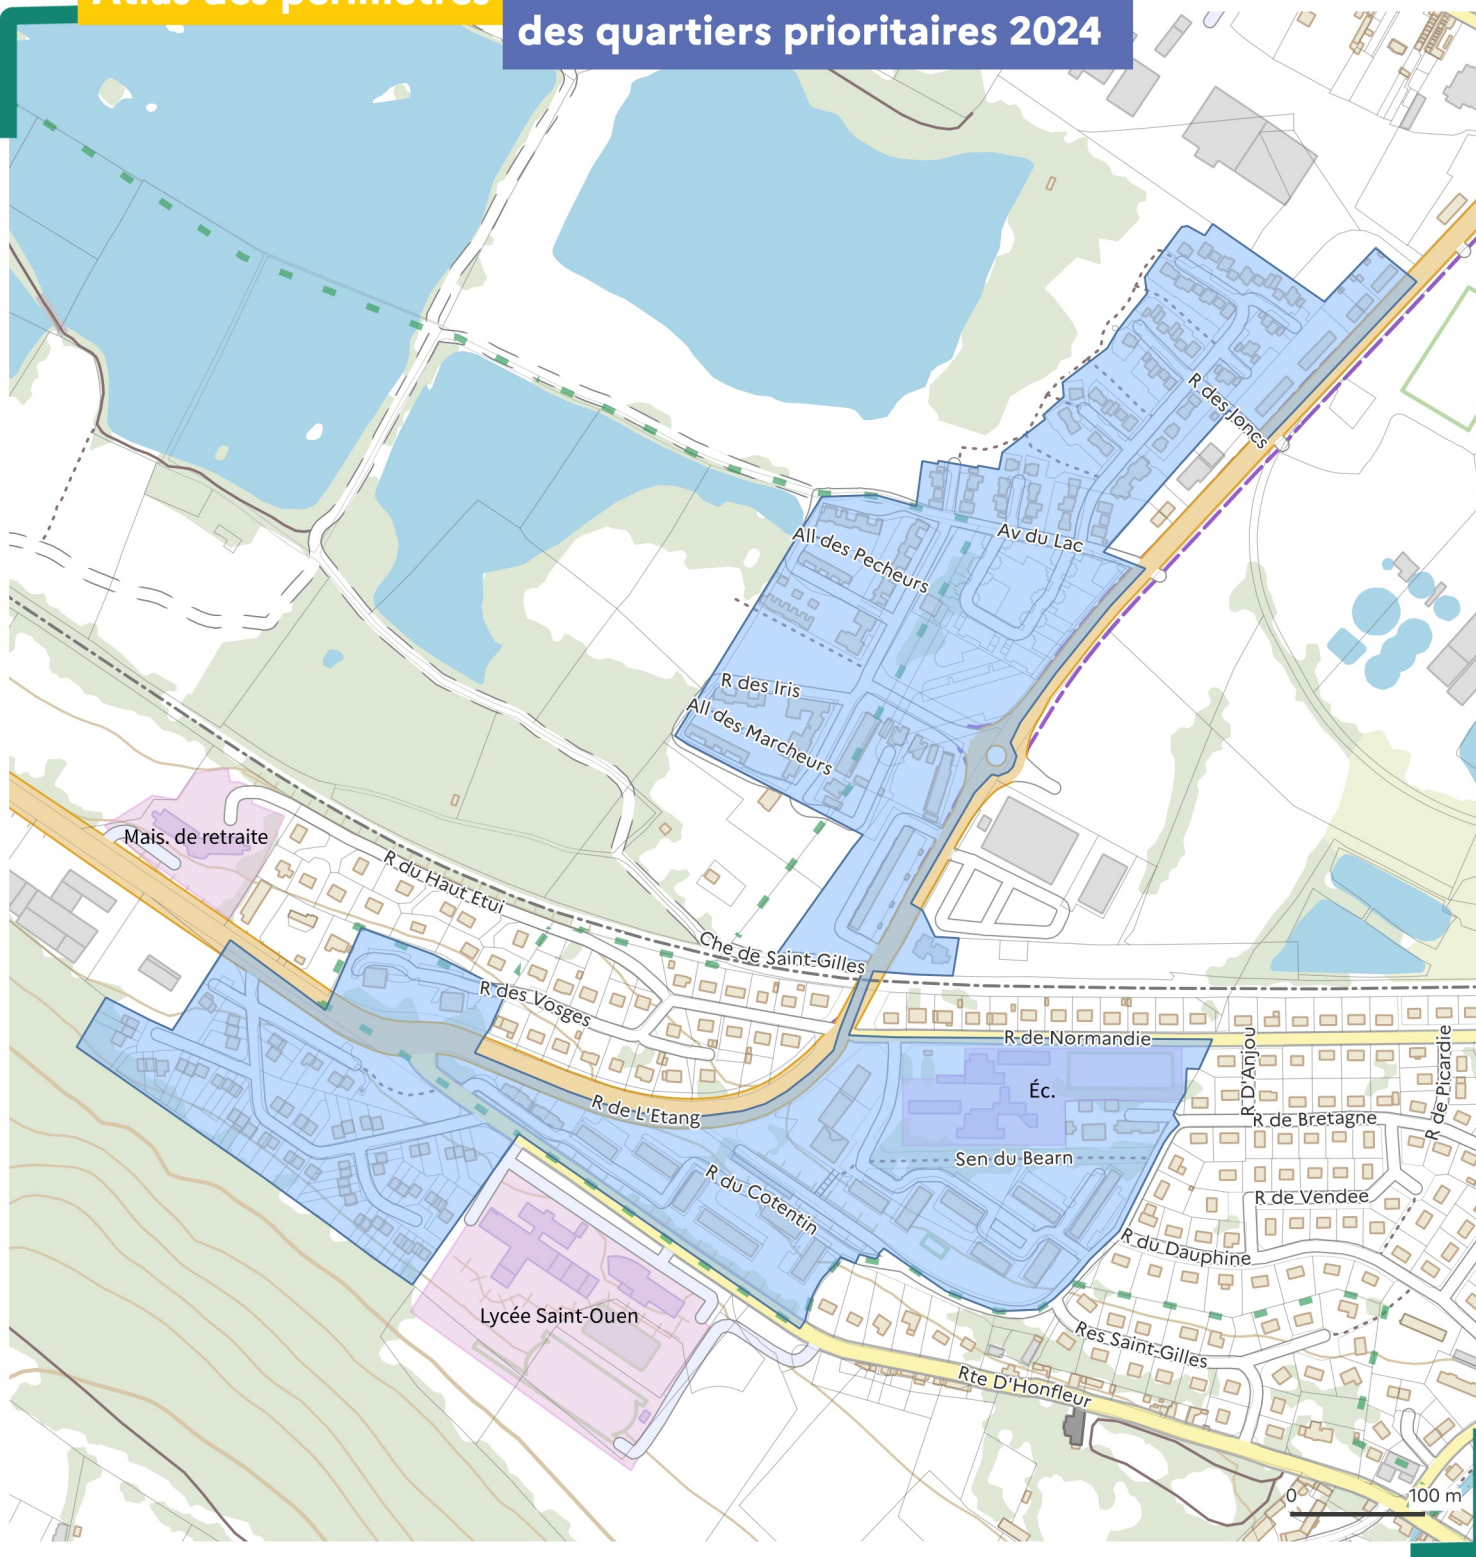 Atlas des périmètres
des quartiers prioritaires 2024
R des Joncs
Av du Lac
All des Pecheurs
R des Iris
All des Marcheurs
Mais. de retraite
R du Haut Etui
Che de Saint-Gilles
R des Vosges
R de Normandie
R D'Anjou
R de Picardie
Éc.
R de L'Etang
R de Bretagne
Sen du Bearn
R du Cotentin
R de Vendee
R du Dauphine
Lycée Saint-Ouen
Res Saint-Gilles
Rte D'Honfleur
0 100 m